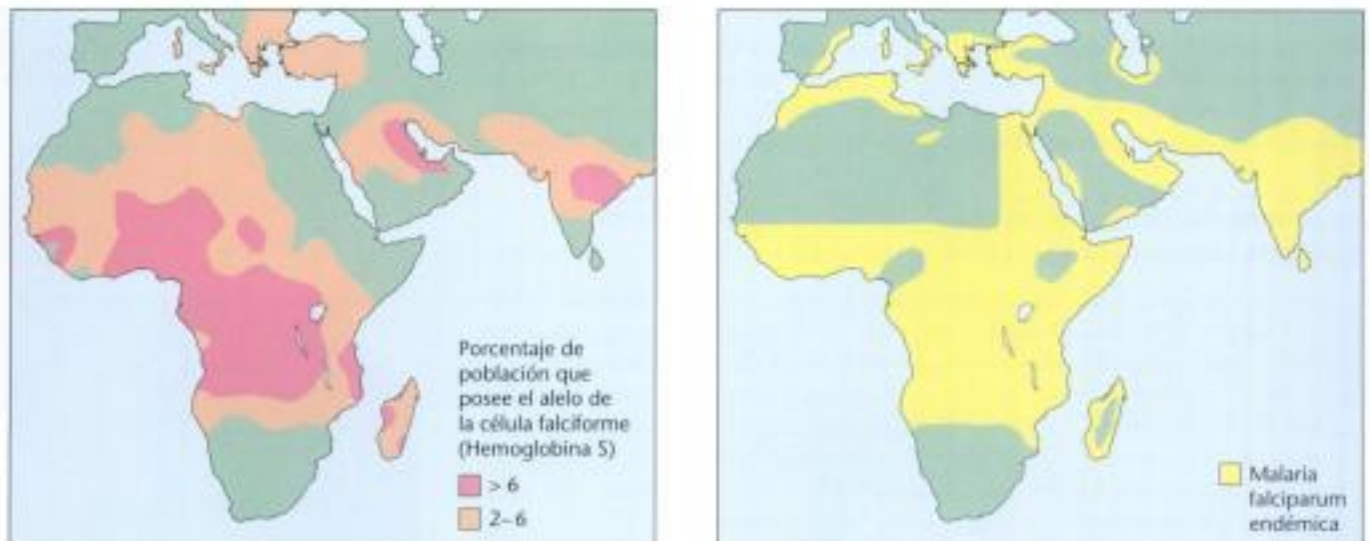 Porcentaje de
población que
posee el alelo de
la célula falciforme
(Hemoglobina S)
> 6
2–6
Malaria
falciparum
endémica